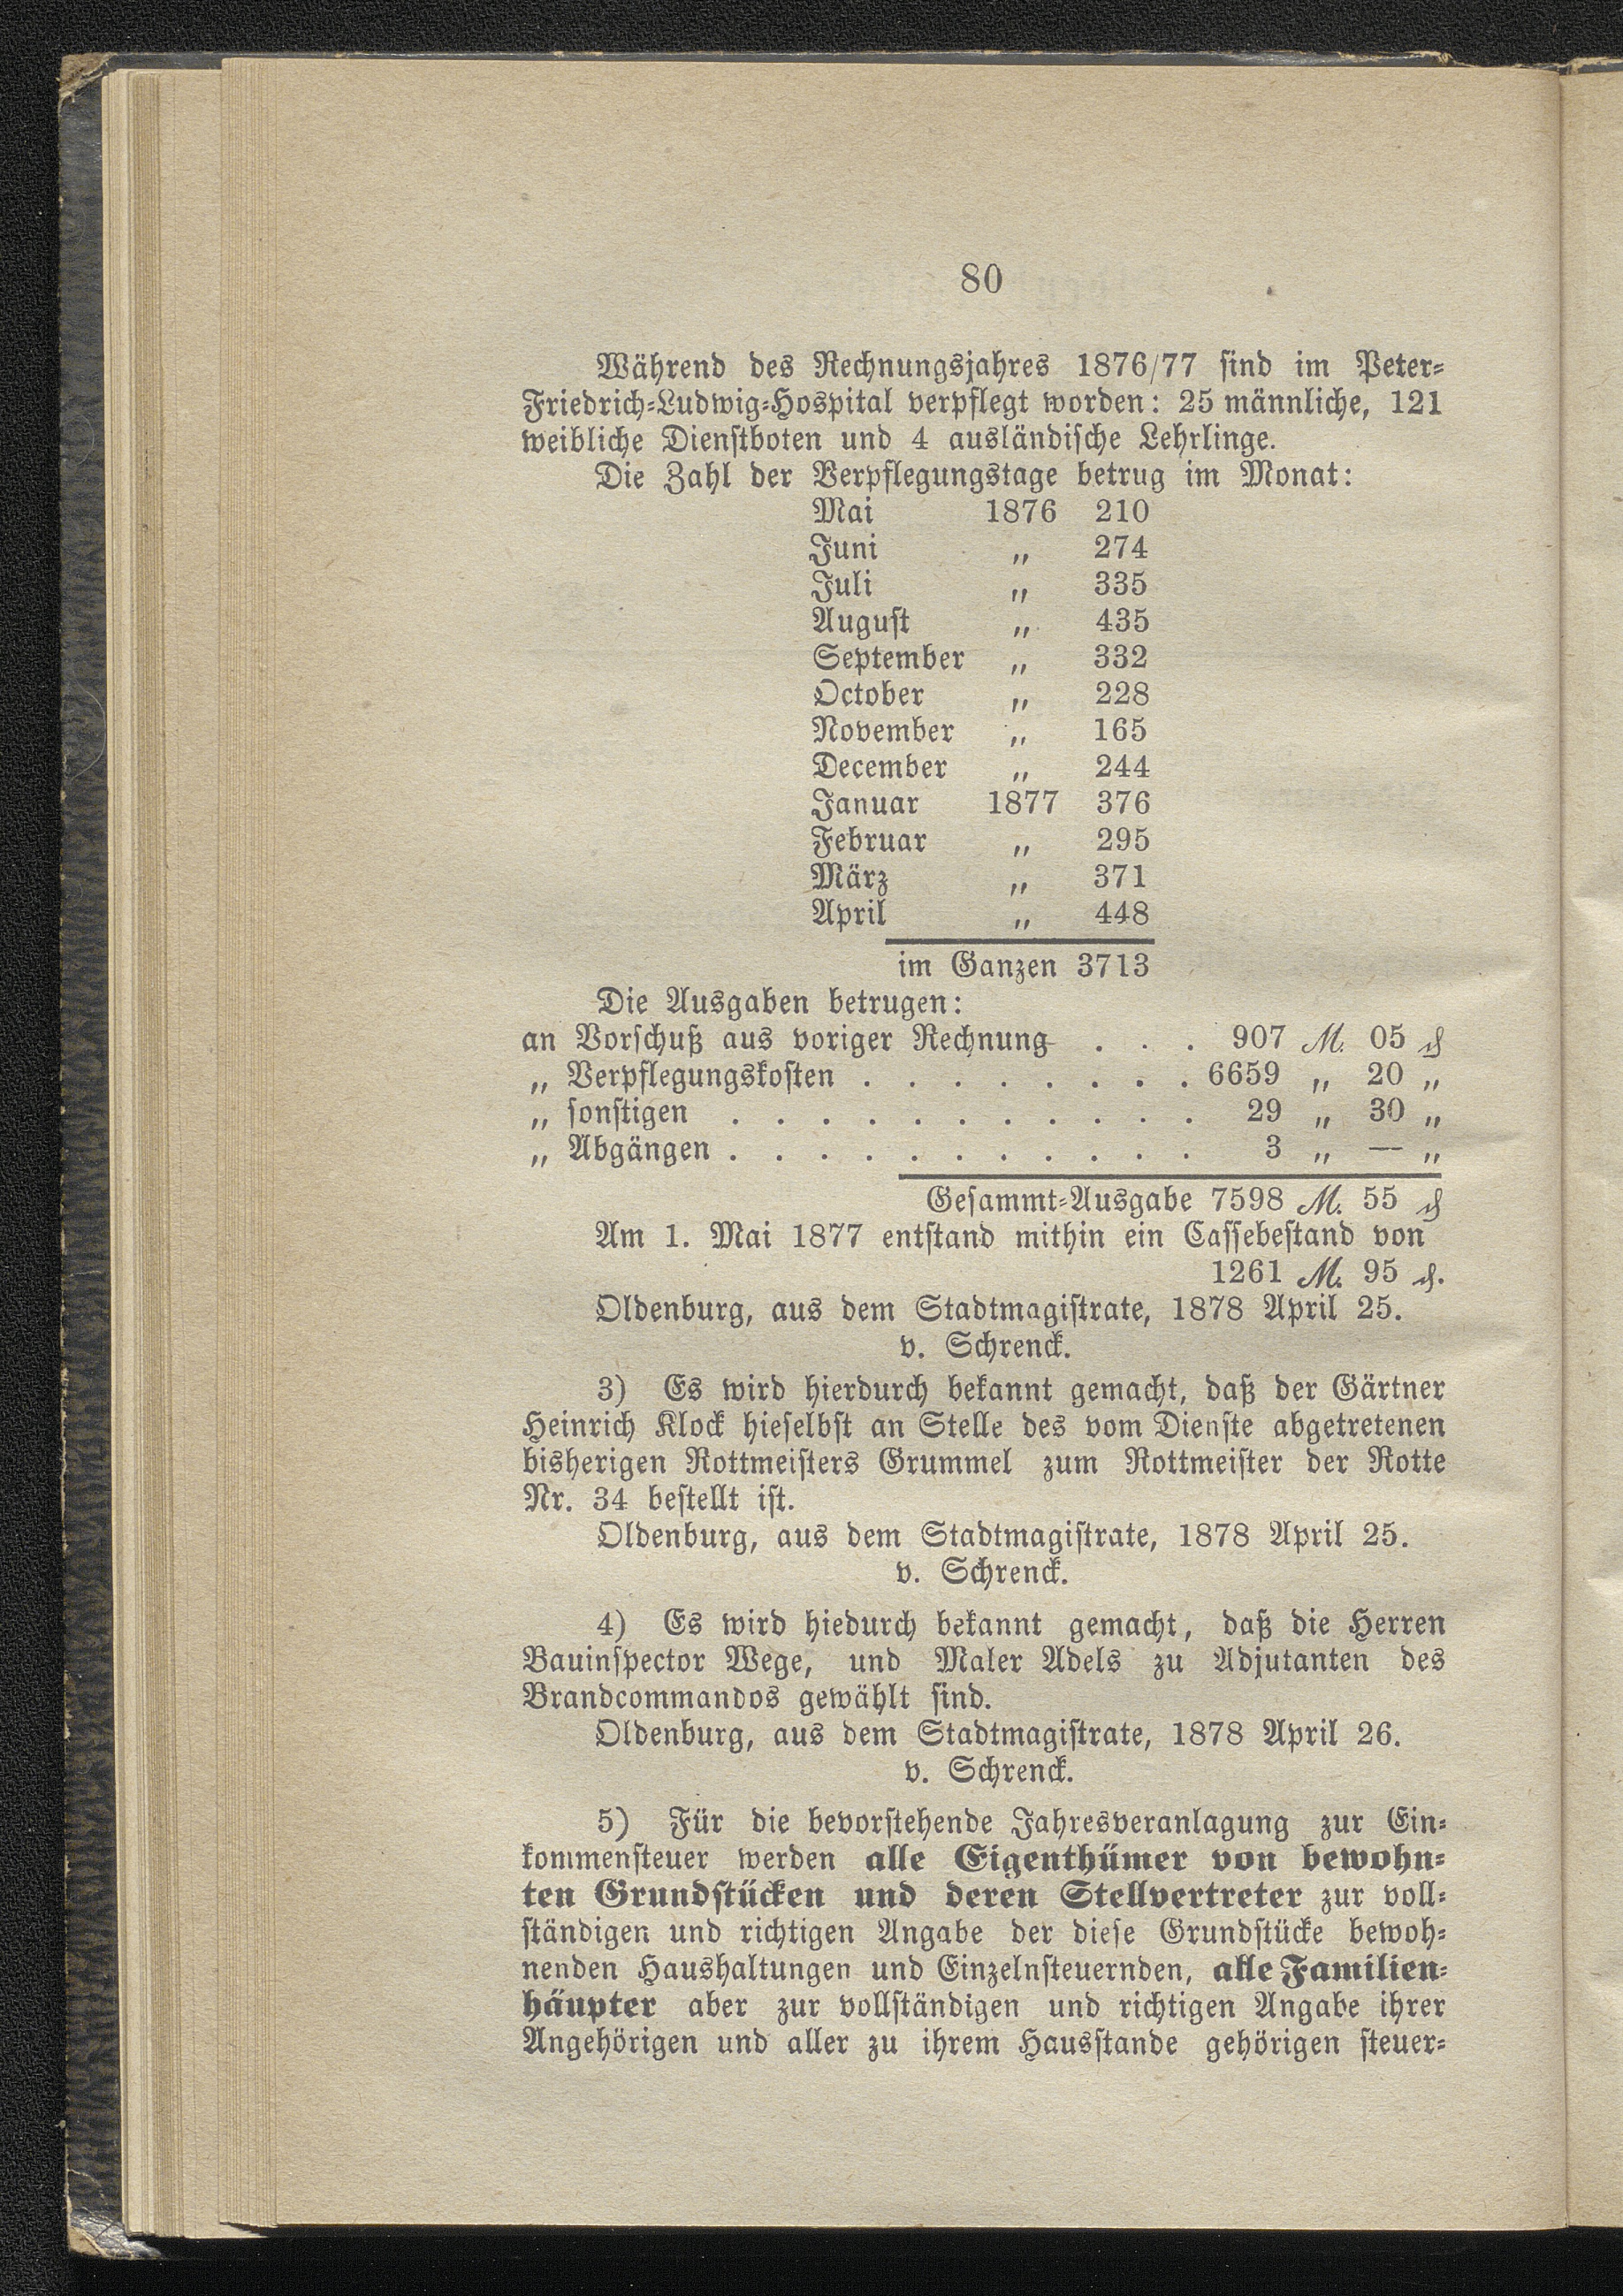 80
Während des Rechnungsjahres 1876/77 sind im Peter-
Friedrich-Ludwig-Hospital verpflegt worden: 25 männliche, 121
weibliche Dienstboten und 4 ausländische Lehrlinge.
Die Zahl der Verpflegungstage betrug im Monat:
Mai 1876 210
Juni „ 274
Juli „ 335
August „ 435
September „ 332
October „ 228
November „ 165
December „ 244
Januar 1877 376
Februar „ 295
März „ 371
April „ 448
im Ganzen 3713
Die Ausgaben betrugen:
an Vorschuß aus voriger Rechnung . . . 907 M. 05 ₰
„ Verpflegungskosten . . . . . . . . 6659 „ 20 „
„ sonstigen . . . . . . . . . . . 29 „ 30 „
„ Abgängen . . . . . . . . . . . 3 „ — „
Gesammt-Ausgabe 7598 M. 55 ₰
Am 1. Mai 1877 entstand mithin ein Cassebestand von
1261 M. 95 ₰.
Oldenburg, aus dem Stadtmagistrate, 1878 April 25.
v. Schrenck.
3) Es wird hierdurch bekannt gemacht, daß der Gärtner
Heinrich Klock hieselbst an Stelle des vom Dienste abgetretenen
bisherigen Rottmeisters Grummel zum Rottmeister der Rotte
Nr. 34 bestellt ist.
Oldenburg, aus dem Stadtmagistrate, 1878 April 25.
v. Schrenck.
4) Es wird hiedurch bekannt gemacht, daß die Herren
Bauinspector Wege, und Maler Adels zu Adjutanten des
Brandcommandos gewählt sind.
Oldenburg, aus dem Stadtmagistrate, 1878 April 26.
v. Schrenck.
5) Für die bevorstehende Jahresveranlagung zur Ein-
kommensteuer werden alle Eigenthümer von bewohn-
ten Grundstücken und deren Stellvertreter zur voll-
ständigen und richtigen Angabe der diese Grundstücke bewoh-
nenden Haushaltungen und Einzelnsteuernden, alle Familien-
häupter aber zur vollständigen und richtigen Angabe ihrer
Angehörigen und aller zu ihrem Hausstande gehörigen steuer-